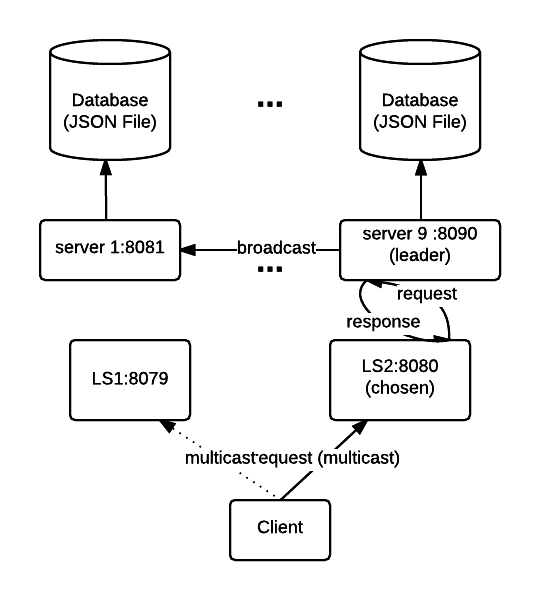 Database
(JSON File)
...
Database
(JSON File)
server 1:8081
broadcast
...
server 9 :8090
(leader)
request
response
LS1:8079
LS2:8080
(chosen)
multicast
equest (multicast)
Client